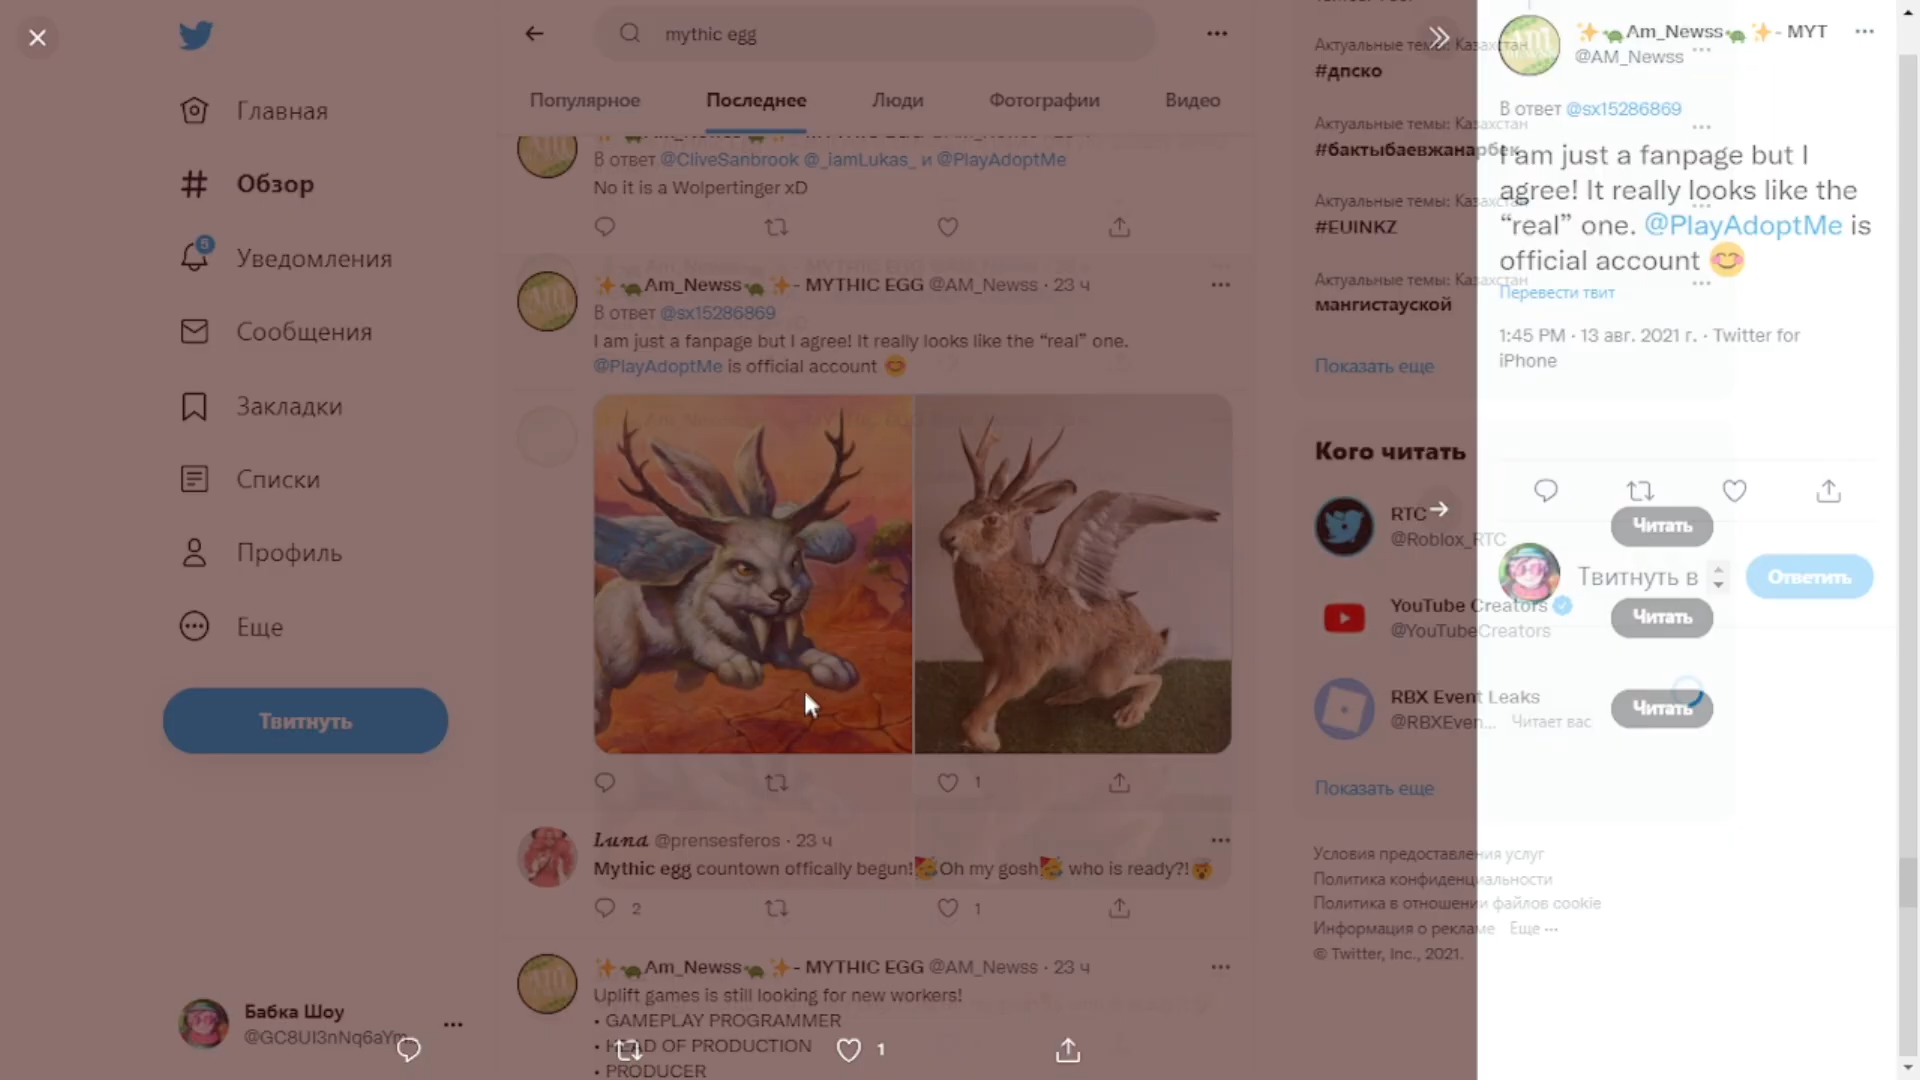 Главная
Обзор
5
Уведомления
Сообщения
Закладки
Списки
Профиль
Еще
Твитнуть
Бабка Шоу
mythic egg
Популярное
Последнее
Люди
Фотографии
Видео
В ответ @CliveSanbrook @_iamLukas_ и @PlayAdoptMe
No it is a Wolpertinger xD
Am_Newss - MYTHIC EGG @AM_Newss · 23 ч
В ответ @sx15286869
I am just a fanpage but I agree! It really looks like the “real” one.
@PlayAdoptMe is official account
1
Luna @prensesferos · 23 ч
Mythic egg countown offically begun! Oh my gosh who is ready?!
2
1
Am_Newss - MYTHIC EGG @AM_Newss · 23 ч
Uplift games is still looking for new workers!
• GAMEPLAY PROGRAMMER
• HEAD OF PRODUCTION
• PRODUCER
1
Актуальные темы: Казахстан
#дпско
Актуальные темы: Казахстан
#бактыбаевжанарбек
Актуальные темы: Казахстан
#EUINKZ
Актуальные темы: Казахстан
мангистауской
Показать еще
Кого читать
RTC
@Roblox_RTC
Читать
YouTube Creators
@YouTubeCreators
Читать
RBX Event Leaks
@RBXEven... Читает вас
Читать
Показать еще
Условия предоставления услуг
Политика конфиденциальности
Политика в отношении файлов cookie
Информация о рекламе Еще ···
© Twitter, Inc., 2021.
Am_Newss - MYT
@AM_Newss
В ответ @sx15286869
I am just a fanpage but I
agree! It really looks like the
“real” one. @PlayAdoptMe is
official account
Перевести твит
1:45 PM · 13 авг. 2021 г. · Twitter for
iPhone
Твитнуть в
Ответить